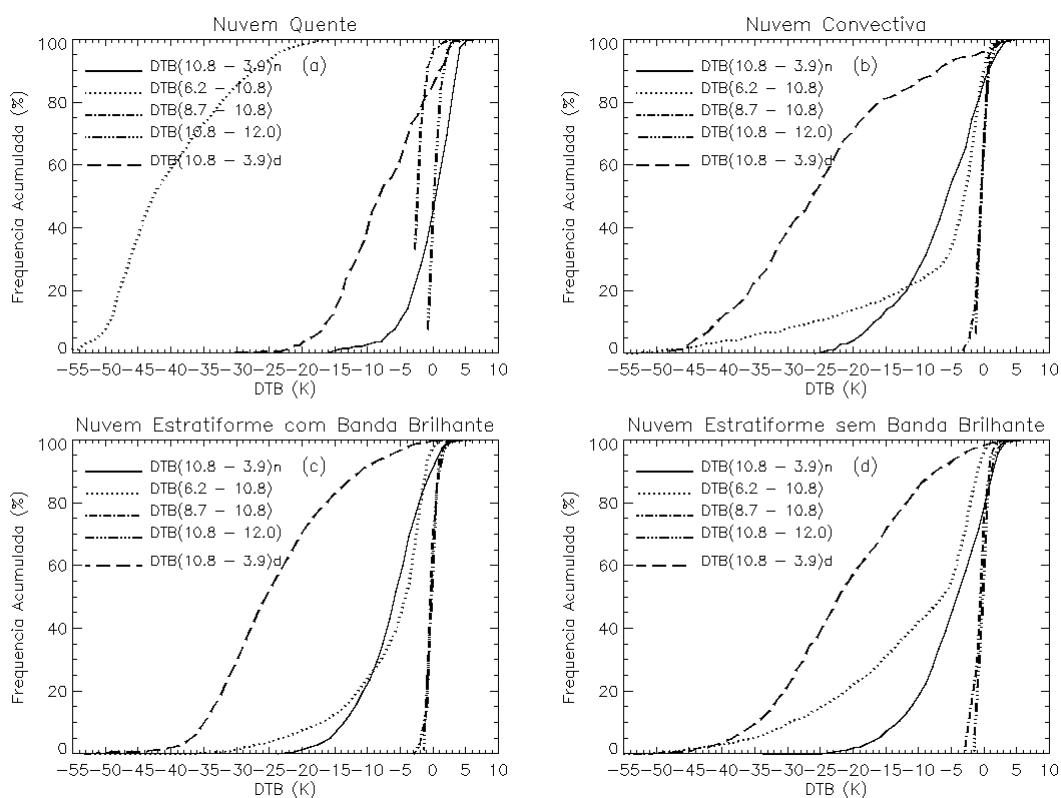 Nuvem Quente
100
80
60
40
20
0
Frequencia Acumulada (%)
DTB(10.8 - 3.9)n
(a)
DTB(6.2 - 10.8)
DTB(8.7 - 10.8)
DTB(10.8 - 12.0)
DTB(10.8 - 3.9)d
-55-50-45-40-35-30-25-20-15-10 -5 0 5 10
DTB (K)
Nuvem Convectiva
100
80
60
40
20
0
Frequencia Acumulada (%)
DTB(10.8 - 3.9)n
(b)
DTB(6.2 - 10.8)
DTB(8.7 - 10.8)
DTB(10.8 - 12.0)
DTB(10.8 - 3.9)d
-55-50-45-40-35-30-25-20-15-10 -5 0 5 10
DTB (K)
Nuvem Estratiforme com Banda Brilhante
100
80
60
40
20
0
Frequencia Acumulada (%)
DTB(10.8 - 3.9)n
(c)
DTB(6.2 - 10.8)
DTB(8.7 - 10.8)
DTB(10.8 - 12.0)
DTB(10.8 - 3.9)d
-55-50-45-40-35-30-25-20-15-10 -5 0 5 10
DTB (K)
Nuvem Estratiforme sem Banda Brilhante
100
80
60
40
20
0
Frequencia Acumulada (%)
DTB(10.8 - 3.9)n
(d)
DTB(6.2 - 10.8)
DTB(8.7 - 10.8)
DTB(10.8 - 12.0)
DTB(10.8 - 3.9)d
-55-50-45-40-35-30-25-20-15-10 -5 0 5 10
DTB (K)